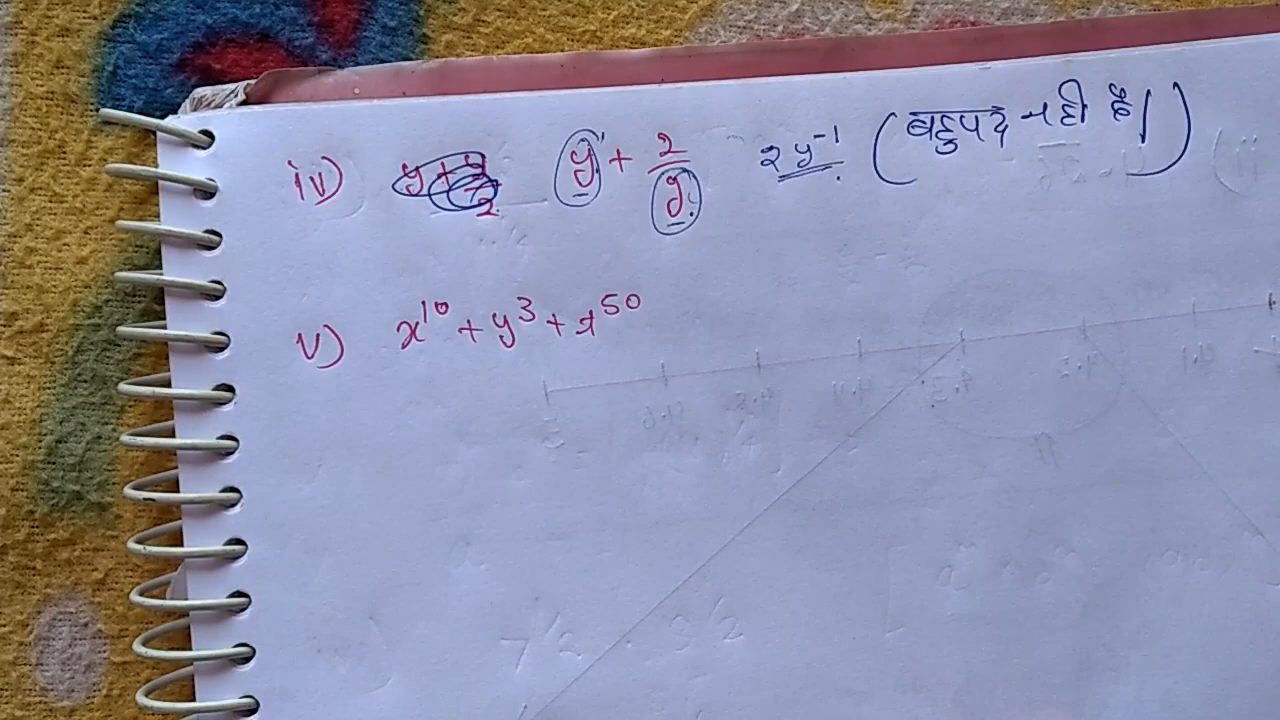 iv) y + 2/y 2y⁻¹ (बहुपद नही है।)
v) x¹⁰ + y³ + t⁵⁰